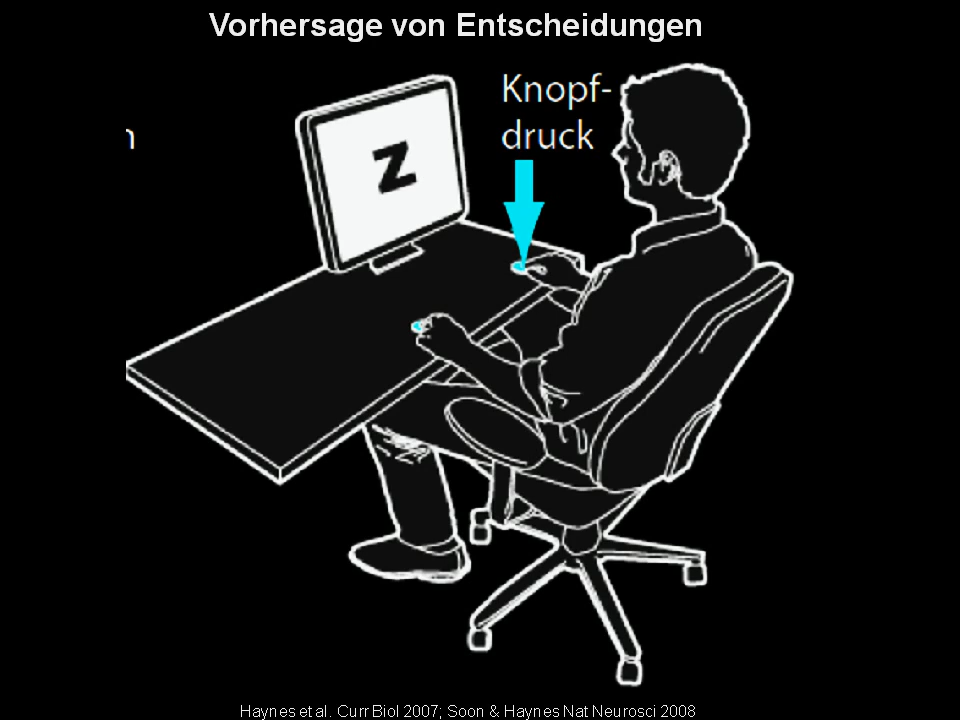 Vorhersage von Entscheidungen
Knopf-
druck
n
Z
Haynes et al. Curr Biol 2007; Soon & Haynes Nat Neurosci 2008